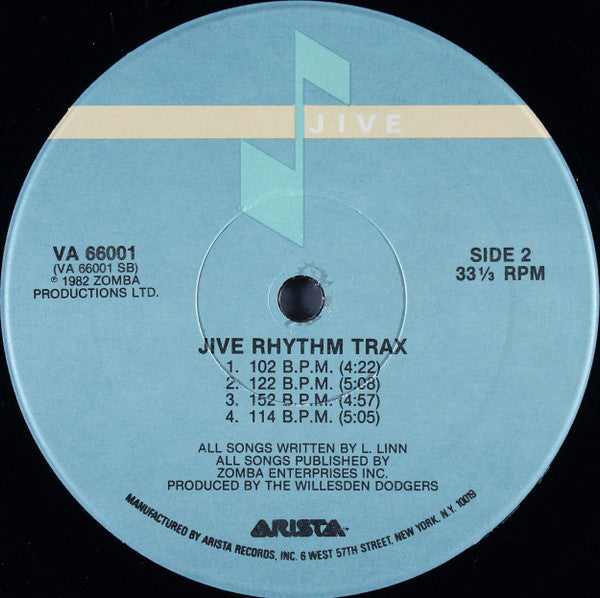 JIVE
VA 66001
(VA 66001 SB)
℗ 1982 ZOMBA
PRODUCTIONS LTD.
SIDE 2
33⅓ RPM
JIVE RHYTHM TRAX
1. 102 B.P.M. (4:22)
2. 122 B.P.M. (5:08)
3. 152 B.P.M. (4:57)
4. 114 B.P.M. (5:05)
ALL SONGS WRITTEN BY L. LINN
ALL SONGS PUBLISHED BY
ZOMBA ENTERPRISES INC.
PRODUCED BY THE WILLESDEN DODGERS
ARISTA™
MANUFACTURED BY ARISTA RECORDS, INC. 6 WEST 57TH STREET, NEW YORK, N.Y. 10019